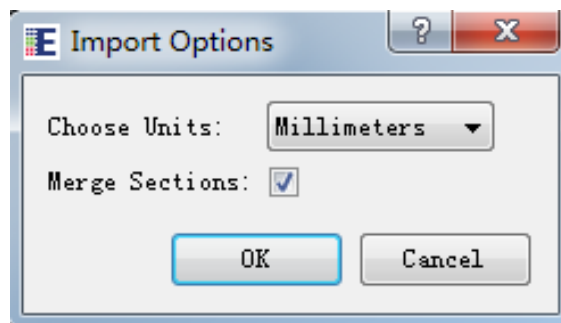 E Import Options ? X
Choose Units: Millimeters
Merge Sections:
OK Cancel